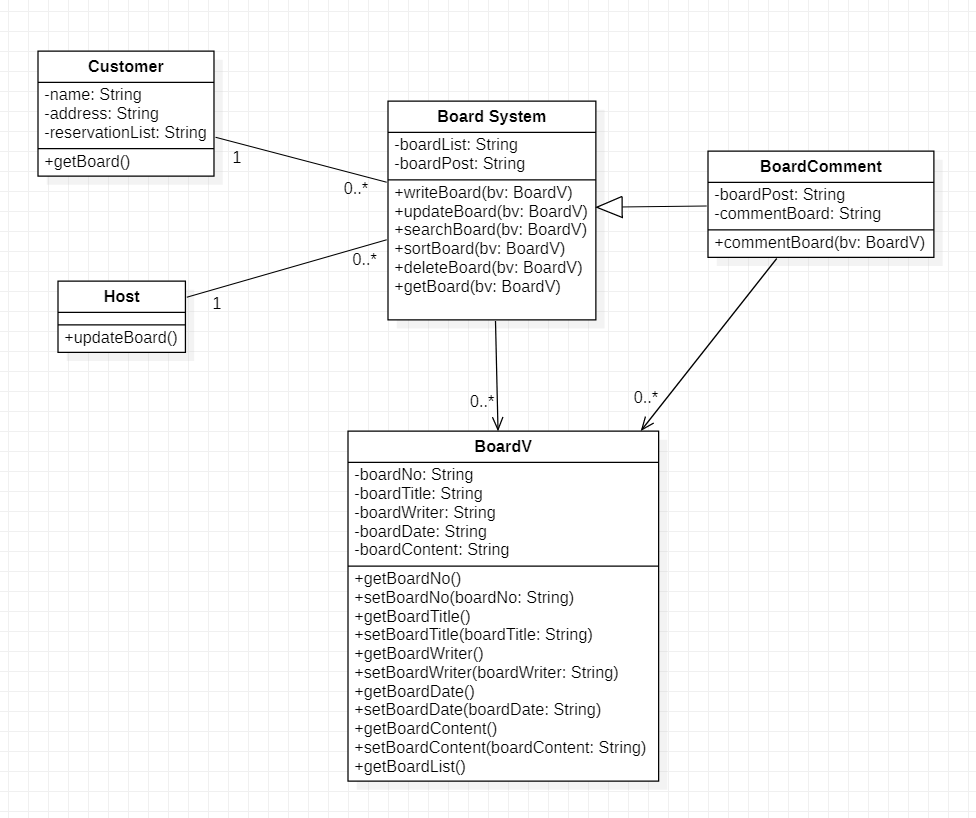 Customer
-name: String
-address: String
-reservationList: String
+getBoard()
1
0..*
Board System
-boardList: String
-boardPost: String
+writeBoard(bv: BoardV)
+updateBoard(bv: BoardV)
+searchBoard(bv: BoardV)
+sortBoard(bv: BoardV)
+deleteBoard(bv: BoardV)
+getBoard(bv: BoardV)
BoardComment
-boardPost: String
-commentBoard: String
+commentBoard(bv: BoardV)
Host
+updateBoard()
1
0..*
0..*
0..*
BoardV
-boardNo: String
-boardTitle: String
-boardWriter: String
-boardDate: String
-boardContent: String
+getBoardNo()
+setBoardNo(boardNo: String)
+getBoardTitle()
+setBoardTitle(boardTitle: String)
+getBoardWriter()
+setBoardWriter(boardWriter: String)
+getBoardDate()
+setBoardDate(boardDate: String)
+getBoardContent()
+setBoardContent(boardContent: String)
+getBoardList()